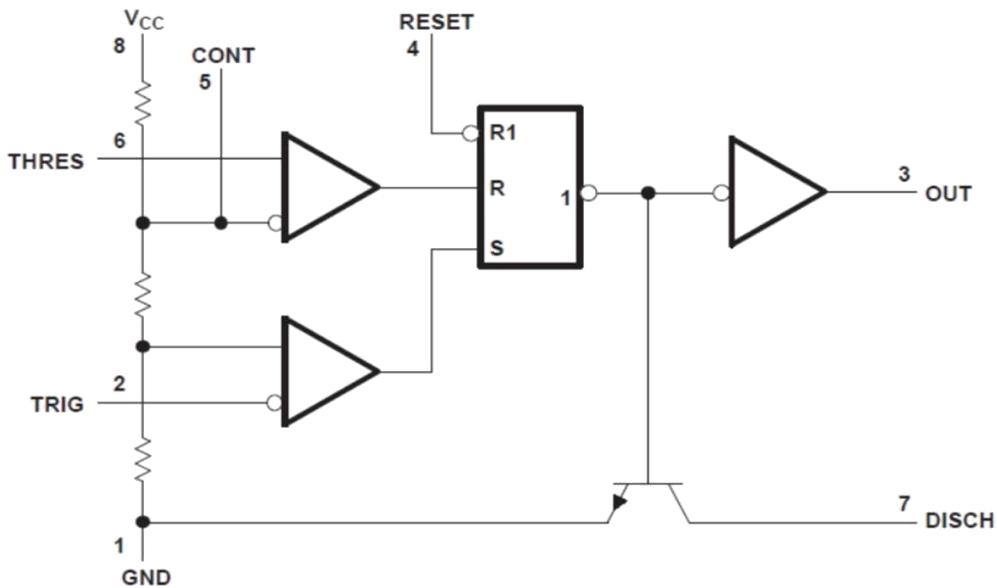 VCC
8
CONT
5
RESET
4
6
THRES
R1
R
1
S
3
OUT
2
TRIG
7
DISCH
1
GND